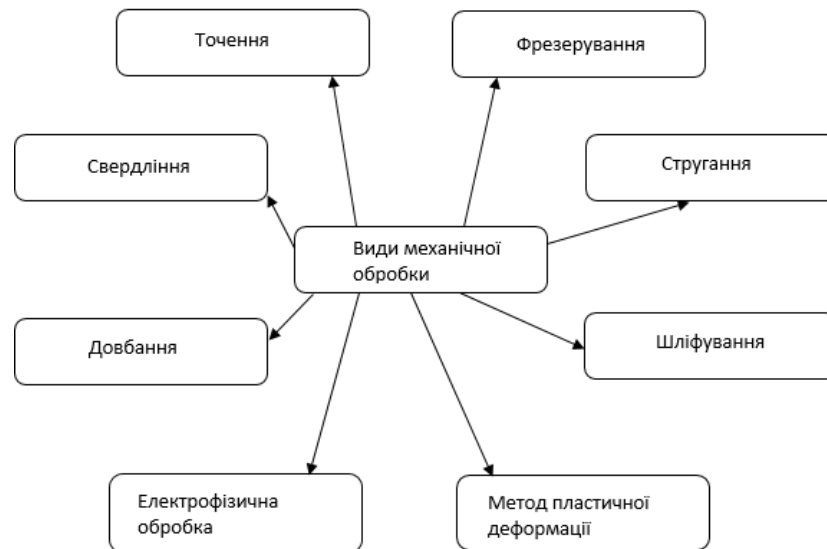 Точення
Фрезерування
Свердління
Стругання
Види механічної
обробки
Довбання
Шліфування
Електрофізична
обробка
Метод пластичної
деформації